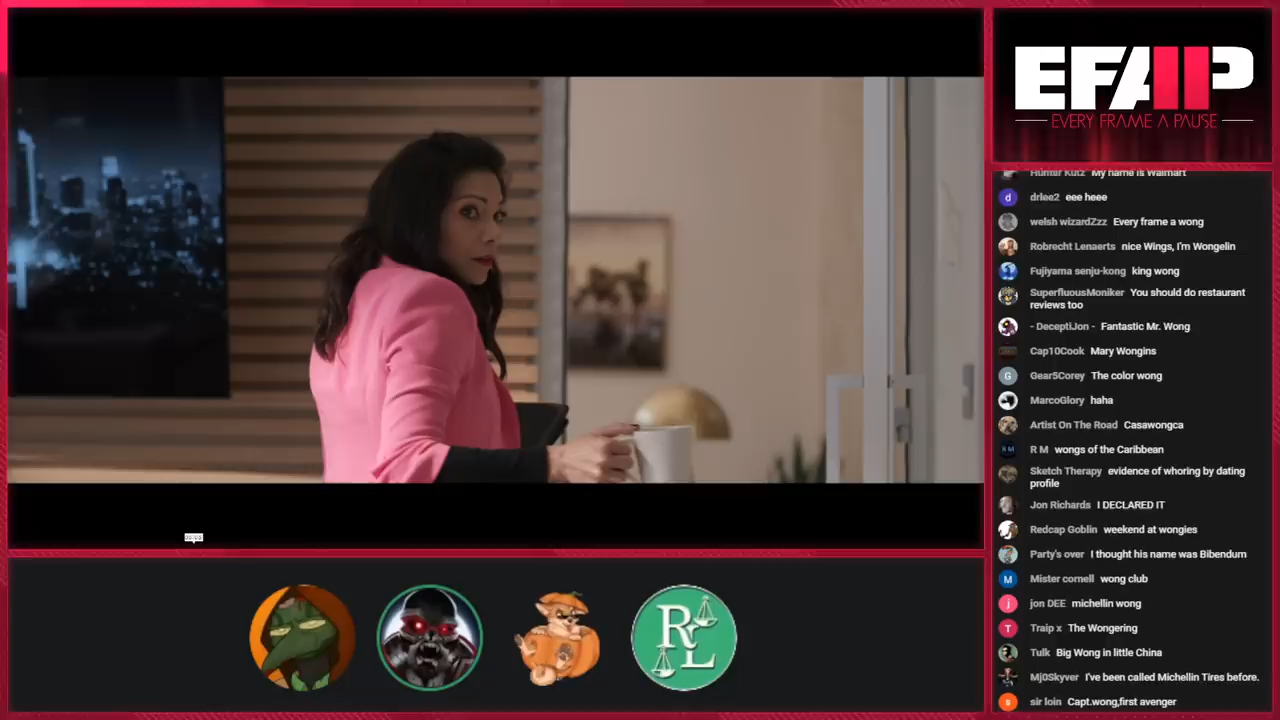 EFAP
EVERY FRAME A PAUSE
Hunter Kutz My name is Walmart
d drlee2 eee heee
welsh wizardZzz Every frame a wong
Robrecht Lenaerts nice Wings, I'm Wongelin
Fujiyama senju-kong king wong
SuperfluousMoniker You should do restaurant
reviews too
- DeceptiJon - Fantastic Mr. Wong
Cap10Cook Mary Wongins
G Gear5Corey The color wong
MarcoGlory haha
Artist On The Road Casawongca
R M R M wongs of the Caribbean
Sketch Therapy evidence of whoring by dating
profile
Jon Richards I DECLARED IT
Redcap Goblin weekend at wongies
Party's over I thought his name was Bibendum
M Mister cornell wong club
j jon DEE michellin wong
T Traip x The Wongering
Tulk Big Wong in little China
Mj0Skyver I've been called Michellin Tires before.
s sir loin Capt.wong,first avenger
RL